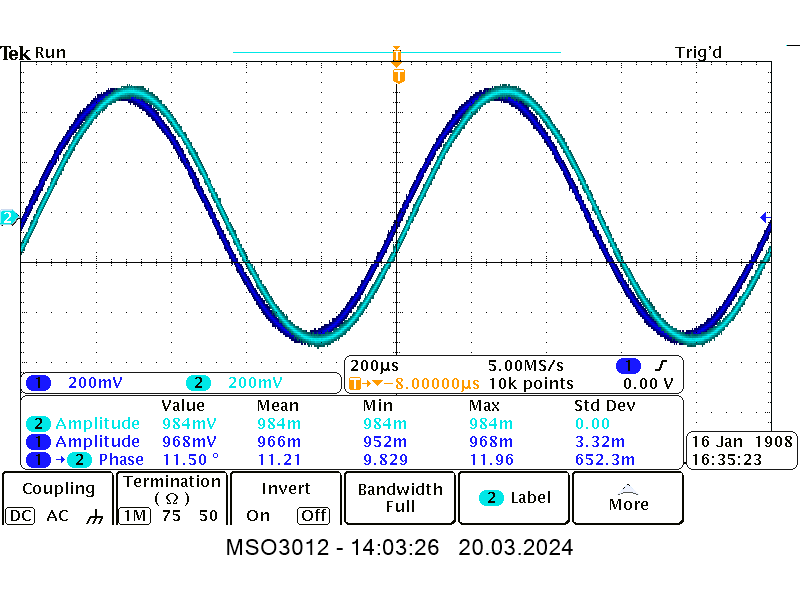 Tek Run Trig'd
T
T
2
200µs 5.00MS/s 1
1 200mV 2 200mV T→▼−8.00000µs 10k points 0.00 V
Value Mean Min Max Std Dev
2 Amplitude 984mV 984m 984m 984m 0.00
1 Amplitude 968mV 966m 952m 968m 3.32m
1 → 2 Phase 11.50 ° 11.21 9.829 11.96 652.3m
16 Jan 1908
16:35:23
Coupling
DC AC
Termination
(Ω)
1M 75 50
Invert
On Off
Bandwidth
Full
2 Label
More
MSO3012 - 14:03:26 20.03.2024